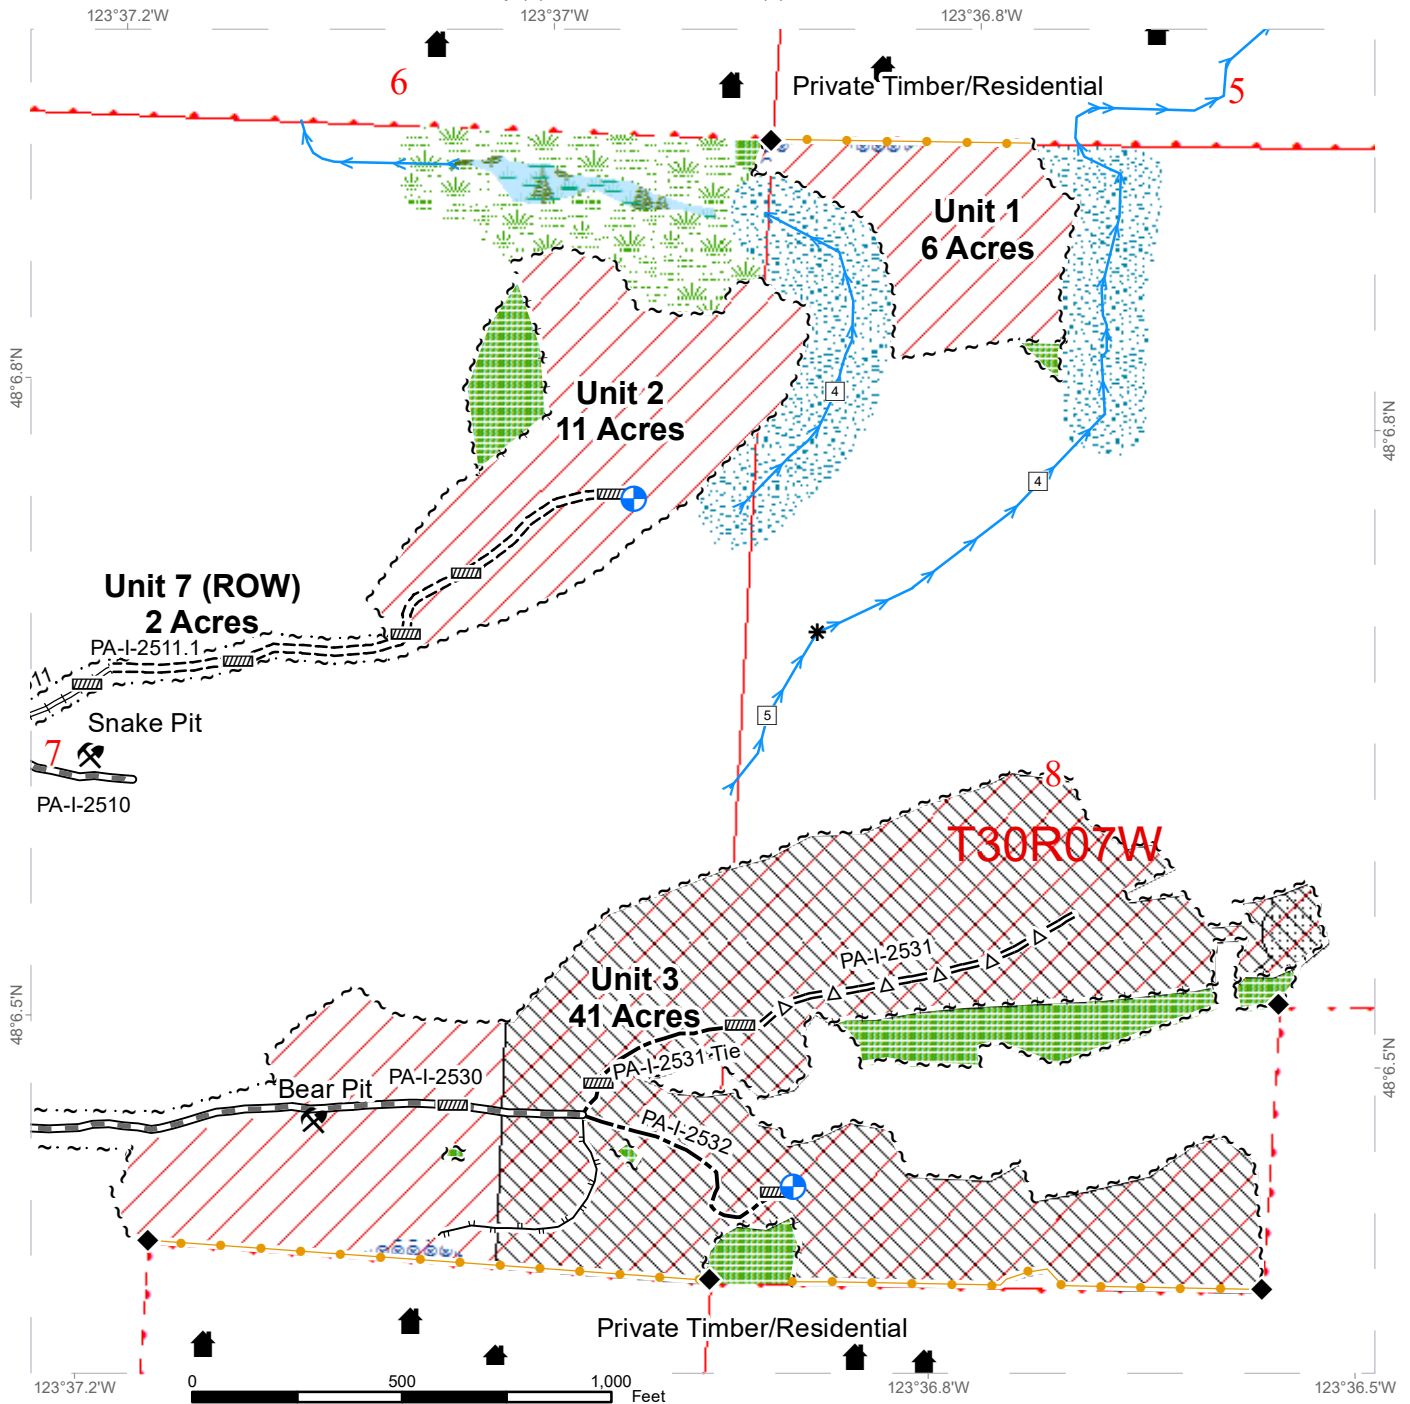 123°37.2'W
123°37'W
123°36.8'W
6
Private Timber/Residential
5
Unit 1
6 Acres
48°6.8'N
Unit 2
11 Acres
4
48°6.8'N
4
Unit 7 (ROW)
2 Acres
PA-I-2511.1
11
Snake Pit
5
7
PA-I-2510
8
T30R07W
PA-I-2531
Unit 3
41 Acres
48°6.5'N
PA-I-2531 Tie
48°6.5'N
Bear Pit
PA-I-2530
PA-I-2532
Private Timber/Residential
123°37.2'W
0
500
1,000
Feet
123°36.8'W
123°36.5'W